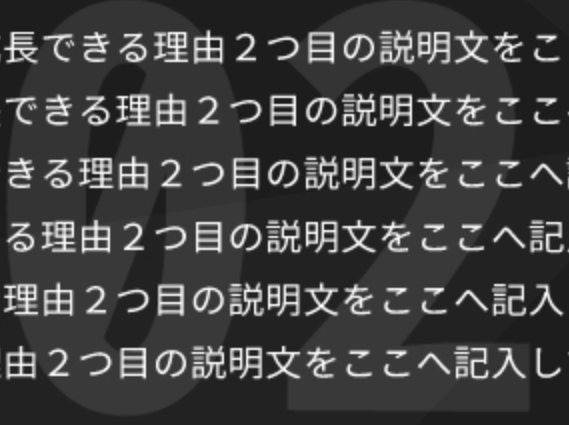 長できる理由２つ目の説明文をこ
できる理由２つ目の説明文をここ
きる理由２つ目の説明文をここへ
る理由２つ目の説明文をここへ記
理由２つ目の説明文をここへ記入
由２つ目の説明文をここへ記入し
02